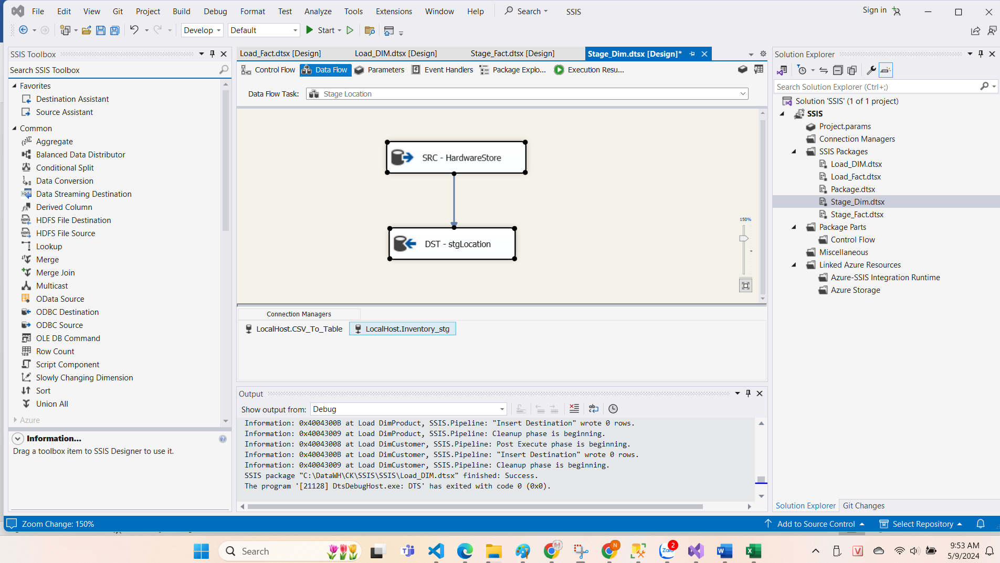 File Edit View Git Project Build Debug Format Test Analyze Tools Extensions Window Help Search SSIS Sign in
Develop Default Start
SSIS Toolbox
Search SSIS Toolbox
Favorites
Destination Assistant
Source Assistant
Common
Aggregate
Balanced Data Distributor
Conditional Split
Data Conversion
Data Streaming Destination
Derived Column
HDFS File Destination
HDFS File Source
Lookup
Merge
Merge Join
Multicast
OData Source
ODBC Destination
ODBC Source
OLE DB Command
Row Count
Script Component
Slowly Changing Dimension
Sort
Union All
Azure
Information...
Drag a toolbox item to SSIS Designer to use it.
Load_Fact.dtsx [Design] Load_DIM.dtsx [Design] Stage_Fact.dtsx [Design] Stage_Dim.dtsx [Design]*
Control Flow Data Flow Parameters Event Handlers Package Explo... Execution Resu...
Data Flow Task: Stage Location
SRC - HardwareStore
DST - stgLocation
150%
Connection Managers
LocalHost.CSV_To_Table LocalHost.Inventory_stg
Output
Show output from: Debug
Information: 0x4004300B at Load DimProduct, SSIS.Pipeline: "Insert Destination" wrote 0 rows.
Information: 0x40043009 at Load DimProduct, SSIS.Pipeline: Cleanup phase is beginning.
Information: 0x40043008 at Load DimCustomer, SSIS.Pipeline: Post Execute phase is beginning.
Information: 0x4004300B at Load DimCustomer, SSIS.Pipeline: "Insert Destination" wrote 0 rows.
Information: 0x40043009 at Load DimCustomer, SSIS.Pipeline: Cleanup phase is beginning.
SSIS package "C:\DataWH\CK\SSIS\SSIS\Load_DIM.dtsx" finished: Success.
The program '[21128] DtsDebugHost.exe: DTS' has exited with code 0 (0x0).
Solution Explorer
Search Solution Explorer (Ctrl+;)
Solution 'SSIS' (1 of 1 project)
SSIS
Project.params
Connection Managers
SSIS Packages
Load_DIM.dtsx
Load_Fact.dtsx
Package.dtsx
Stage_Dim.dtsx
Stage_Fact.dtsx
Package Parts
Control Flow
Miscellaneous
Linked Azure Resources
Azure-SSIS Integration Runtime
Azure Storage
Solution Explorer Git Changes
Zoom Change: 150% Add to Source Control Select Repository
Search
Zalo
2
N
9:53 AM
5/9/2024